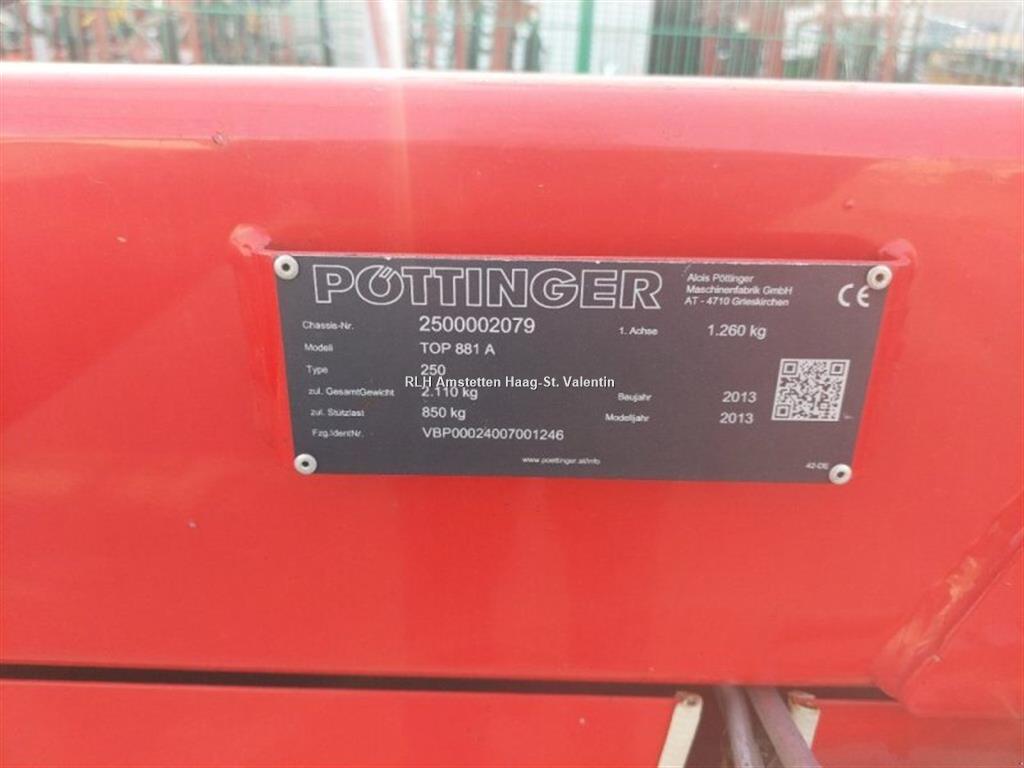 PÖTTINGER
Alois Pöttinger
Maschinenfabrik GmbH
AT - 4710 Grieskirchen
CE
Chassis-Nr. 2500002079 1. Achse 1.260 kg
Modell TOP 881 A
Type 250
RLH Amstetten Haag-St. Valentin
zul. GesamtGewicht 2.110 kg Baujahr 2013
zul. Stützlast 850 kg Modelljahr 2013
Fzg.IdentNr. VBP00024007001246
www.poettinger.at/info 42-DE